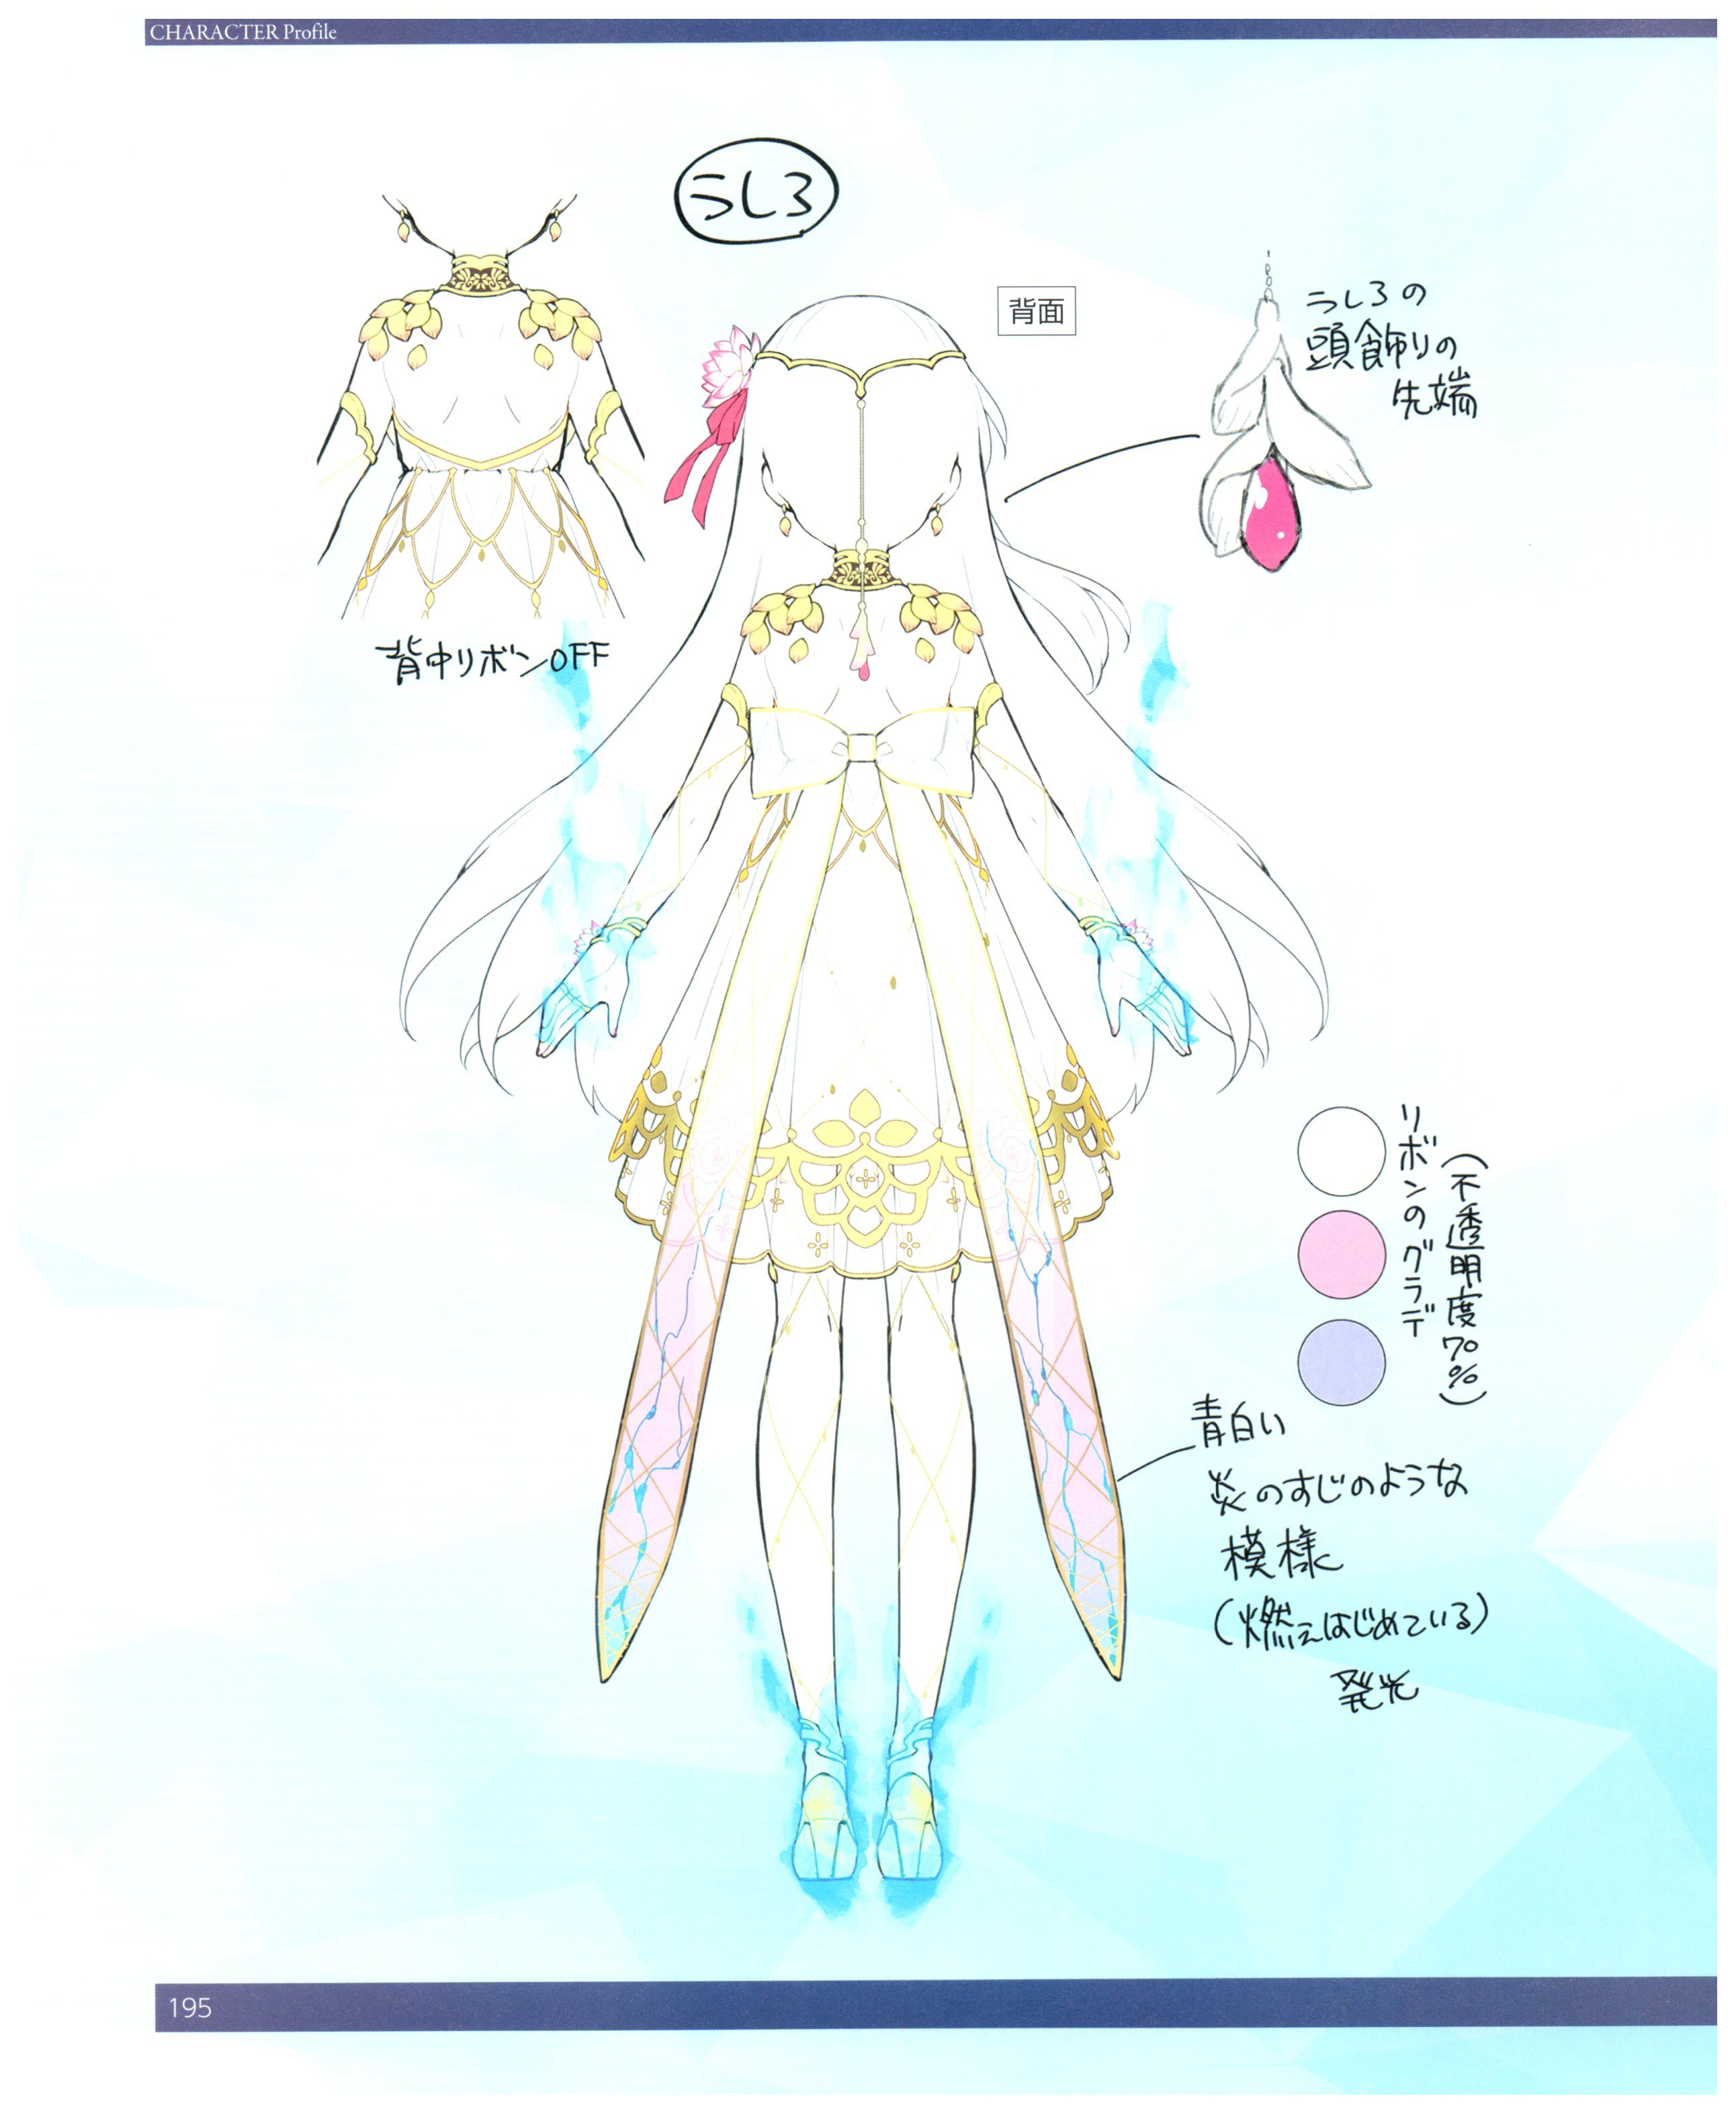 CHARACTER Profile
うしろ
背面
うしろの
頭飾りの
先端
背中リボンOFF
リボンのグラデ
(不透明度70%)
青白い
炎のすじのような
模様
(燃えはじめている)
発光
195